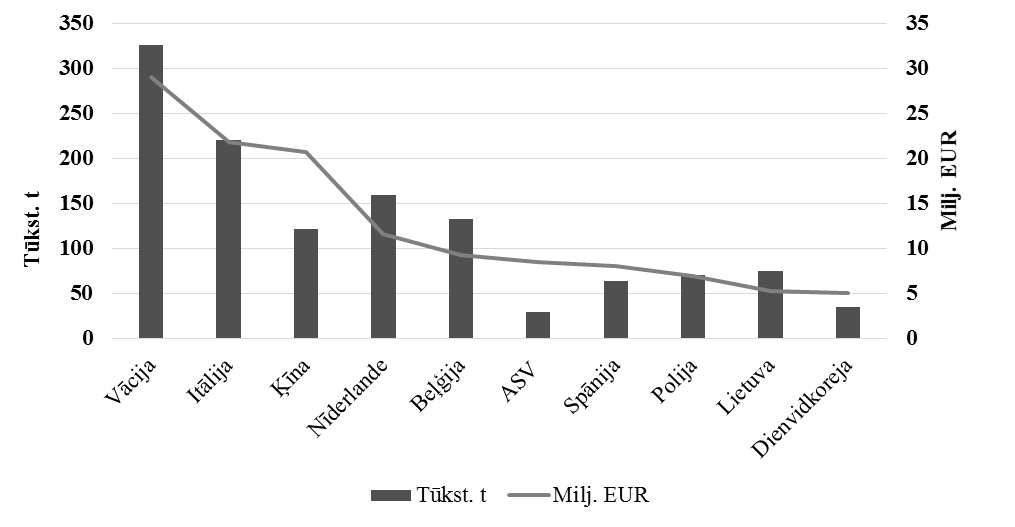 350
300
250
200
150
100
50
0
Tūkst. t
35
30
25
20
15
10
5
0
Milj. EUR
Vācija
Itālija
Ķīna
Nīderlande
Beļģija
ASV
Spānija
Polija
Lietuva
Dienvidkoreja
Tūkst. t
Milj. EUR